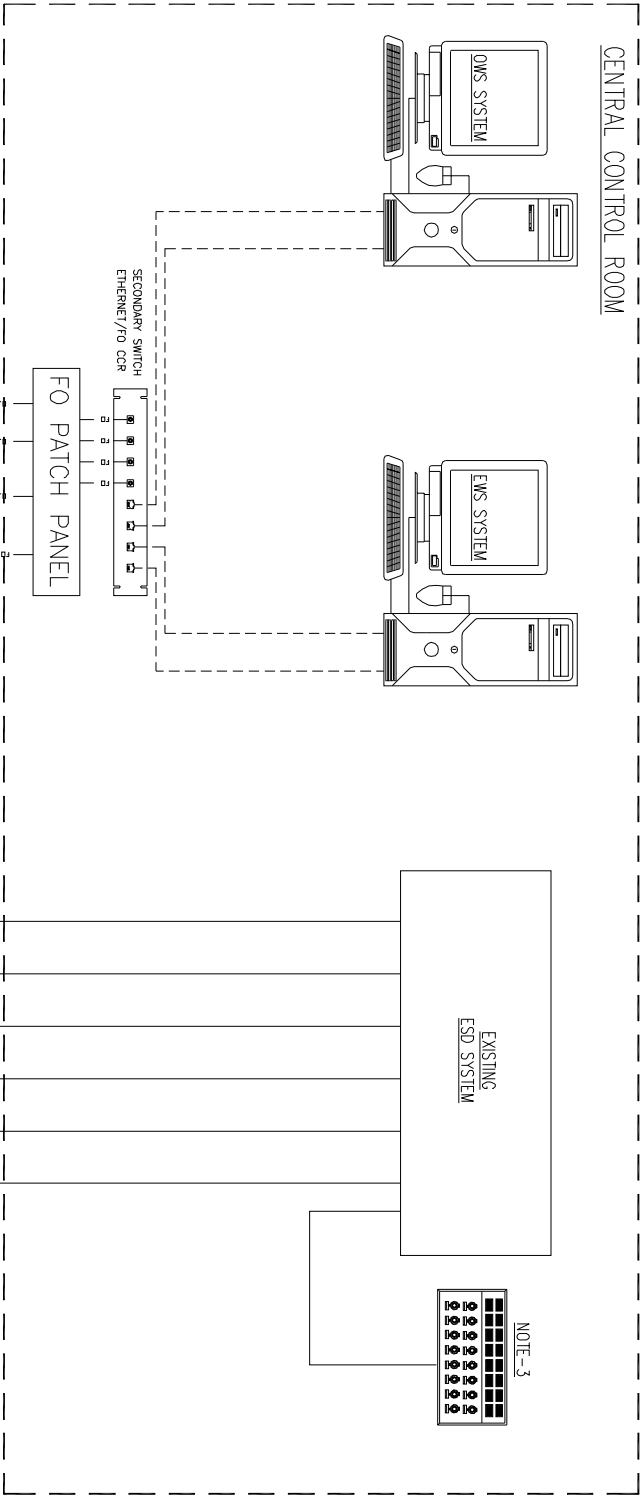 CENTRAL CONTROL ROOM
OWS SYSTEM
EWS SYSTEM
EXISTING
ESD SYSTEM
NOTE-3
SECONDARY SWITCH
ETHERNET/FO CCR
FO PATCH PANEL